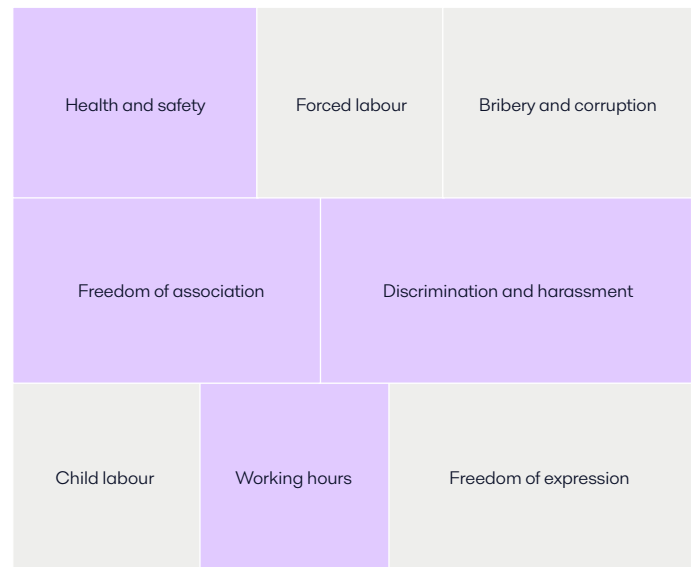 Health and safety
Forced labour
Bribery and corruption
Freedom of association
Discrimination and harassment
Child labour
Working hours
Freedom of expression